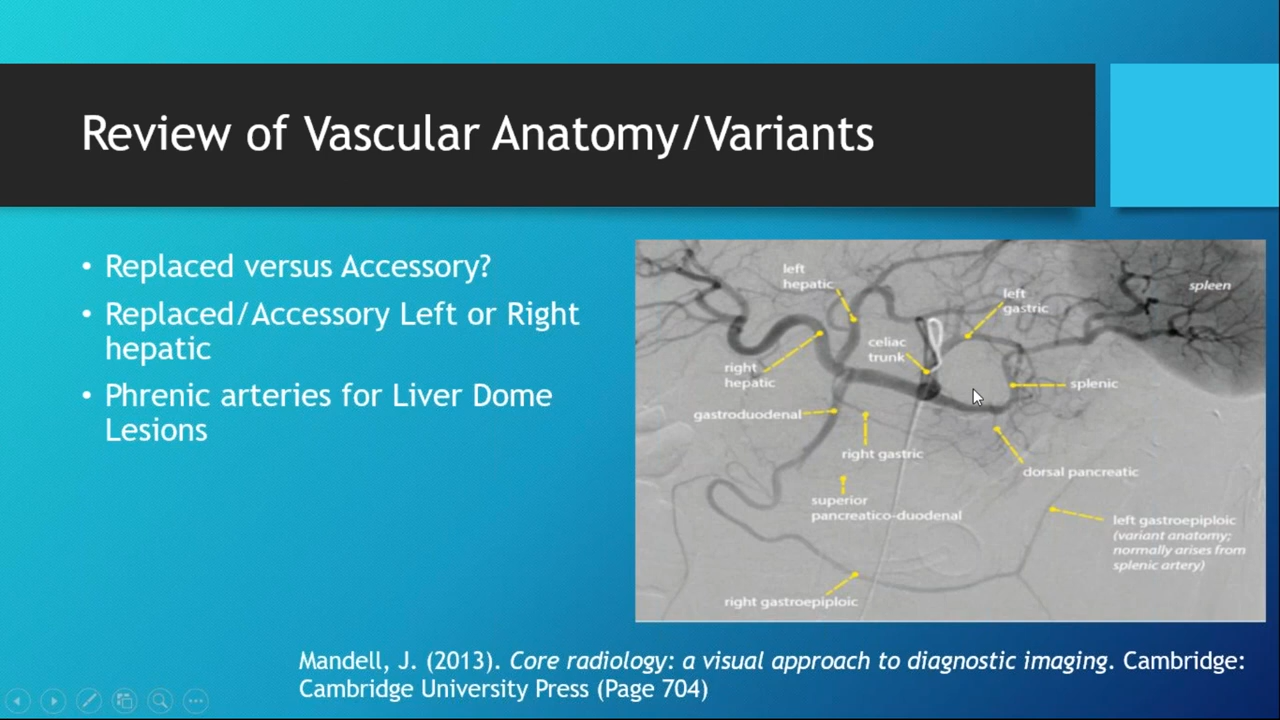 Review of Vascular Anatomy/Variants
• Replaced versus Accessory?
• Replaced/Accessory Left or Right
hepatic
• Phrenic arteries for Liver Dome
Lesions
left
hepatic
left
gastric
spleen
celiac
trunk
right
hepatic
splenic
gastroduodenal
right gastric
dorsal pancreatic
superior
pancreatico-duodenal
left gastroepiploic
(variant anatomy;
normally arises from
splenic artery)
right gastroepiploic
Mandell, J. (2013). Core radiology: a visual approach to diagnostic imaging. Cambridge:
Cambridge University Press (Page 704)